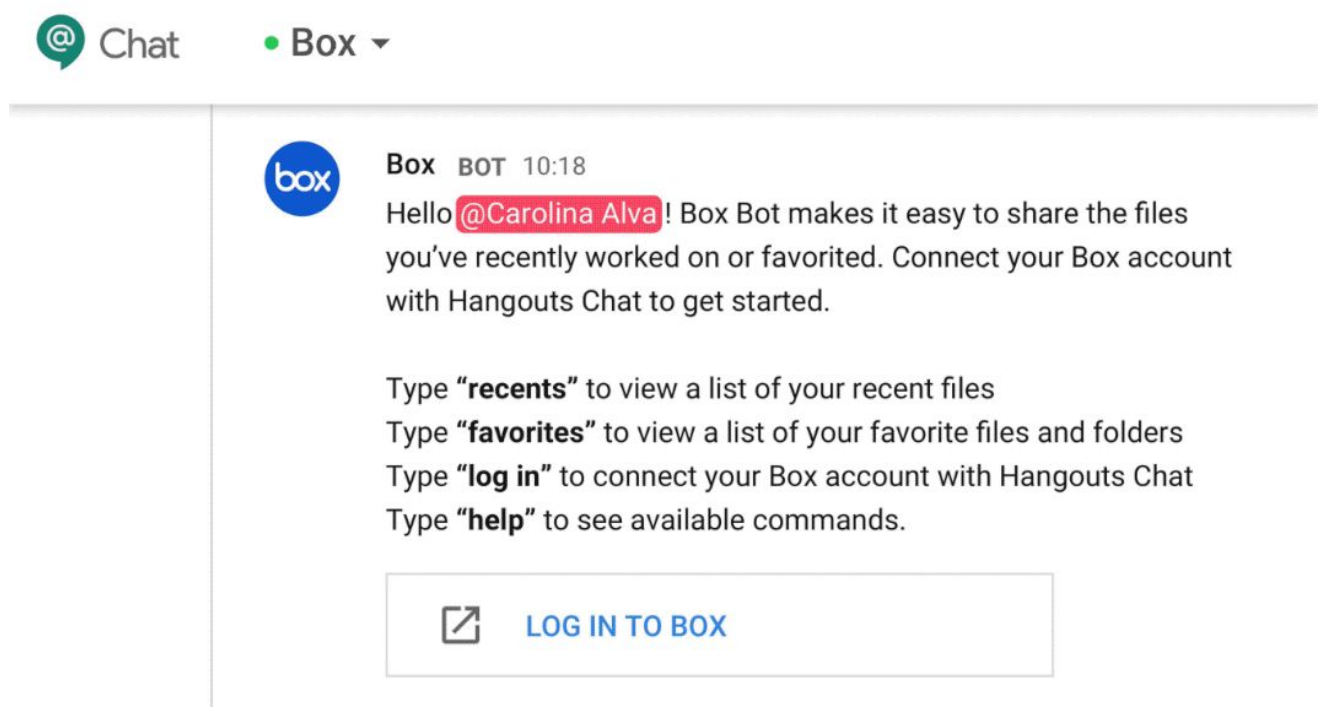 @ Chat • Box
box
Box BOT 10:18
Hello @Carolina Alva! Box Bot makes it easy to share the files
you’ve recently worked on or favorited. Connect your Box account
with Hangouts Chat to get started.
Type “recents” to view a list of your recent files
Type “favorites” to view a list of your favorite files and folders
Type “log in” to connect your Box account with Hangouts Chat
Type “help” to see available commands.
LOG IN TO BOX